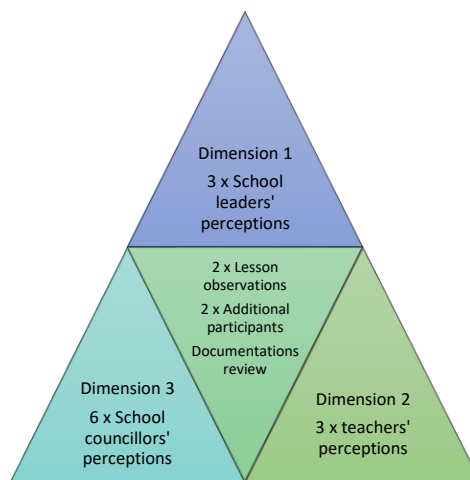 Dimension 1
3 x School
leaders'
perceptions
2 x Lesson
observations
2 x Additional
participants
Documentations
review
Dimension 3
6 x School
councillors'
perceptions
Dimension 2
3 x teachers'
perceptions